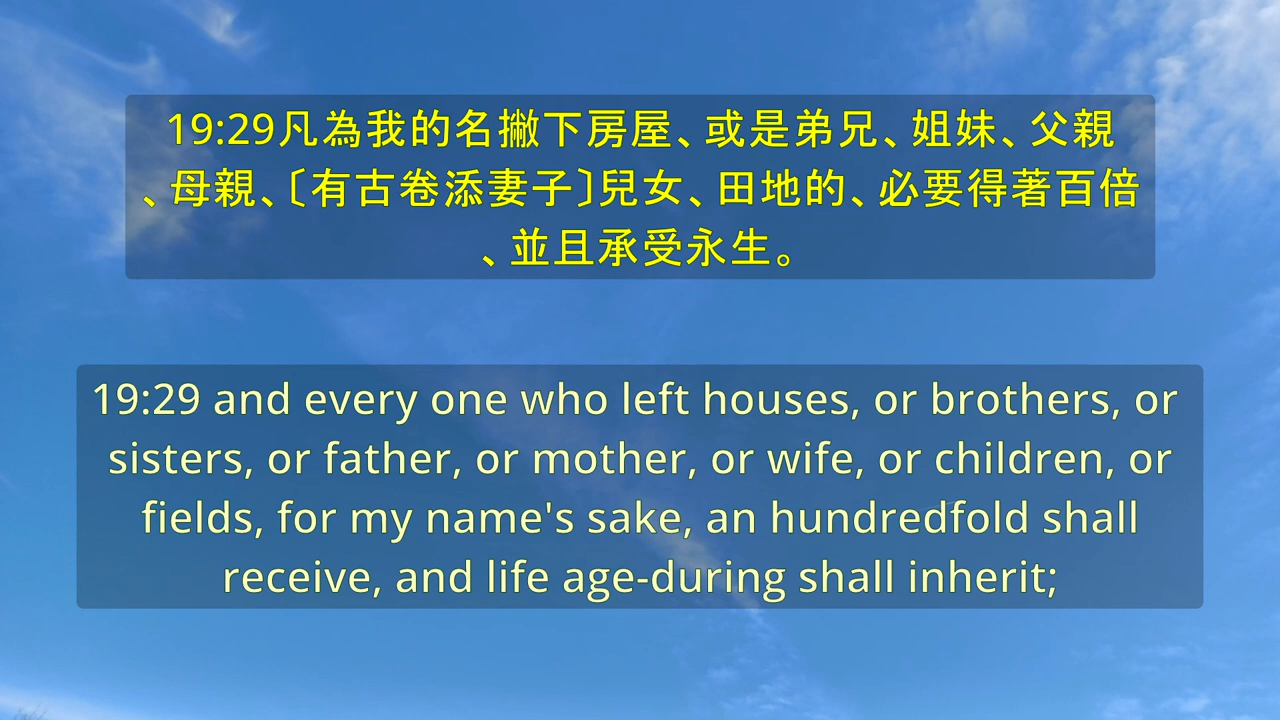 19:29凡為我的名撇下房屋、或是弟兄、姐妹、父親
、母親、〔有古卷添妻子〕兒女、田地的、必要得著百倍
、並且承受永生。
19:29 and every one who left houses, or brothers, or
sisters, or father, or mother, or wife, or children, or
fields, for my name's sake, an hundredfold shall
receive, and life age-during shall inherit;